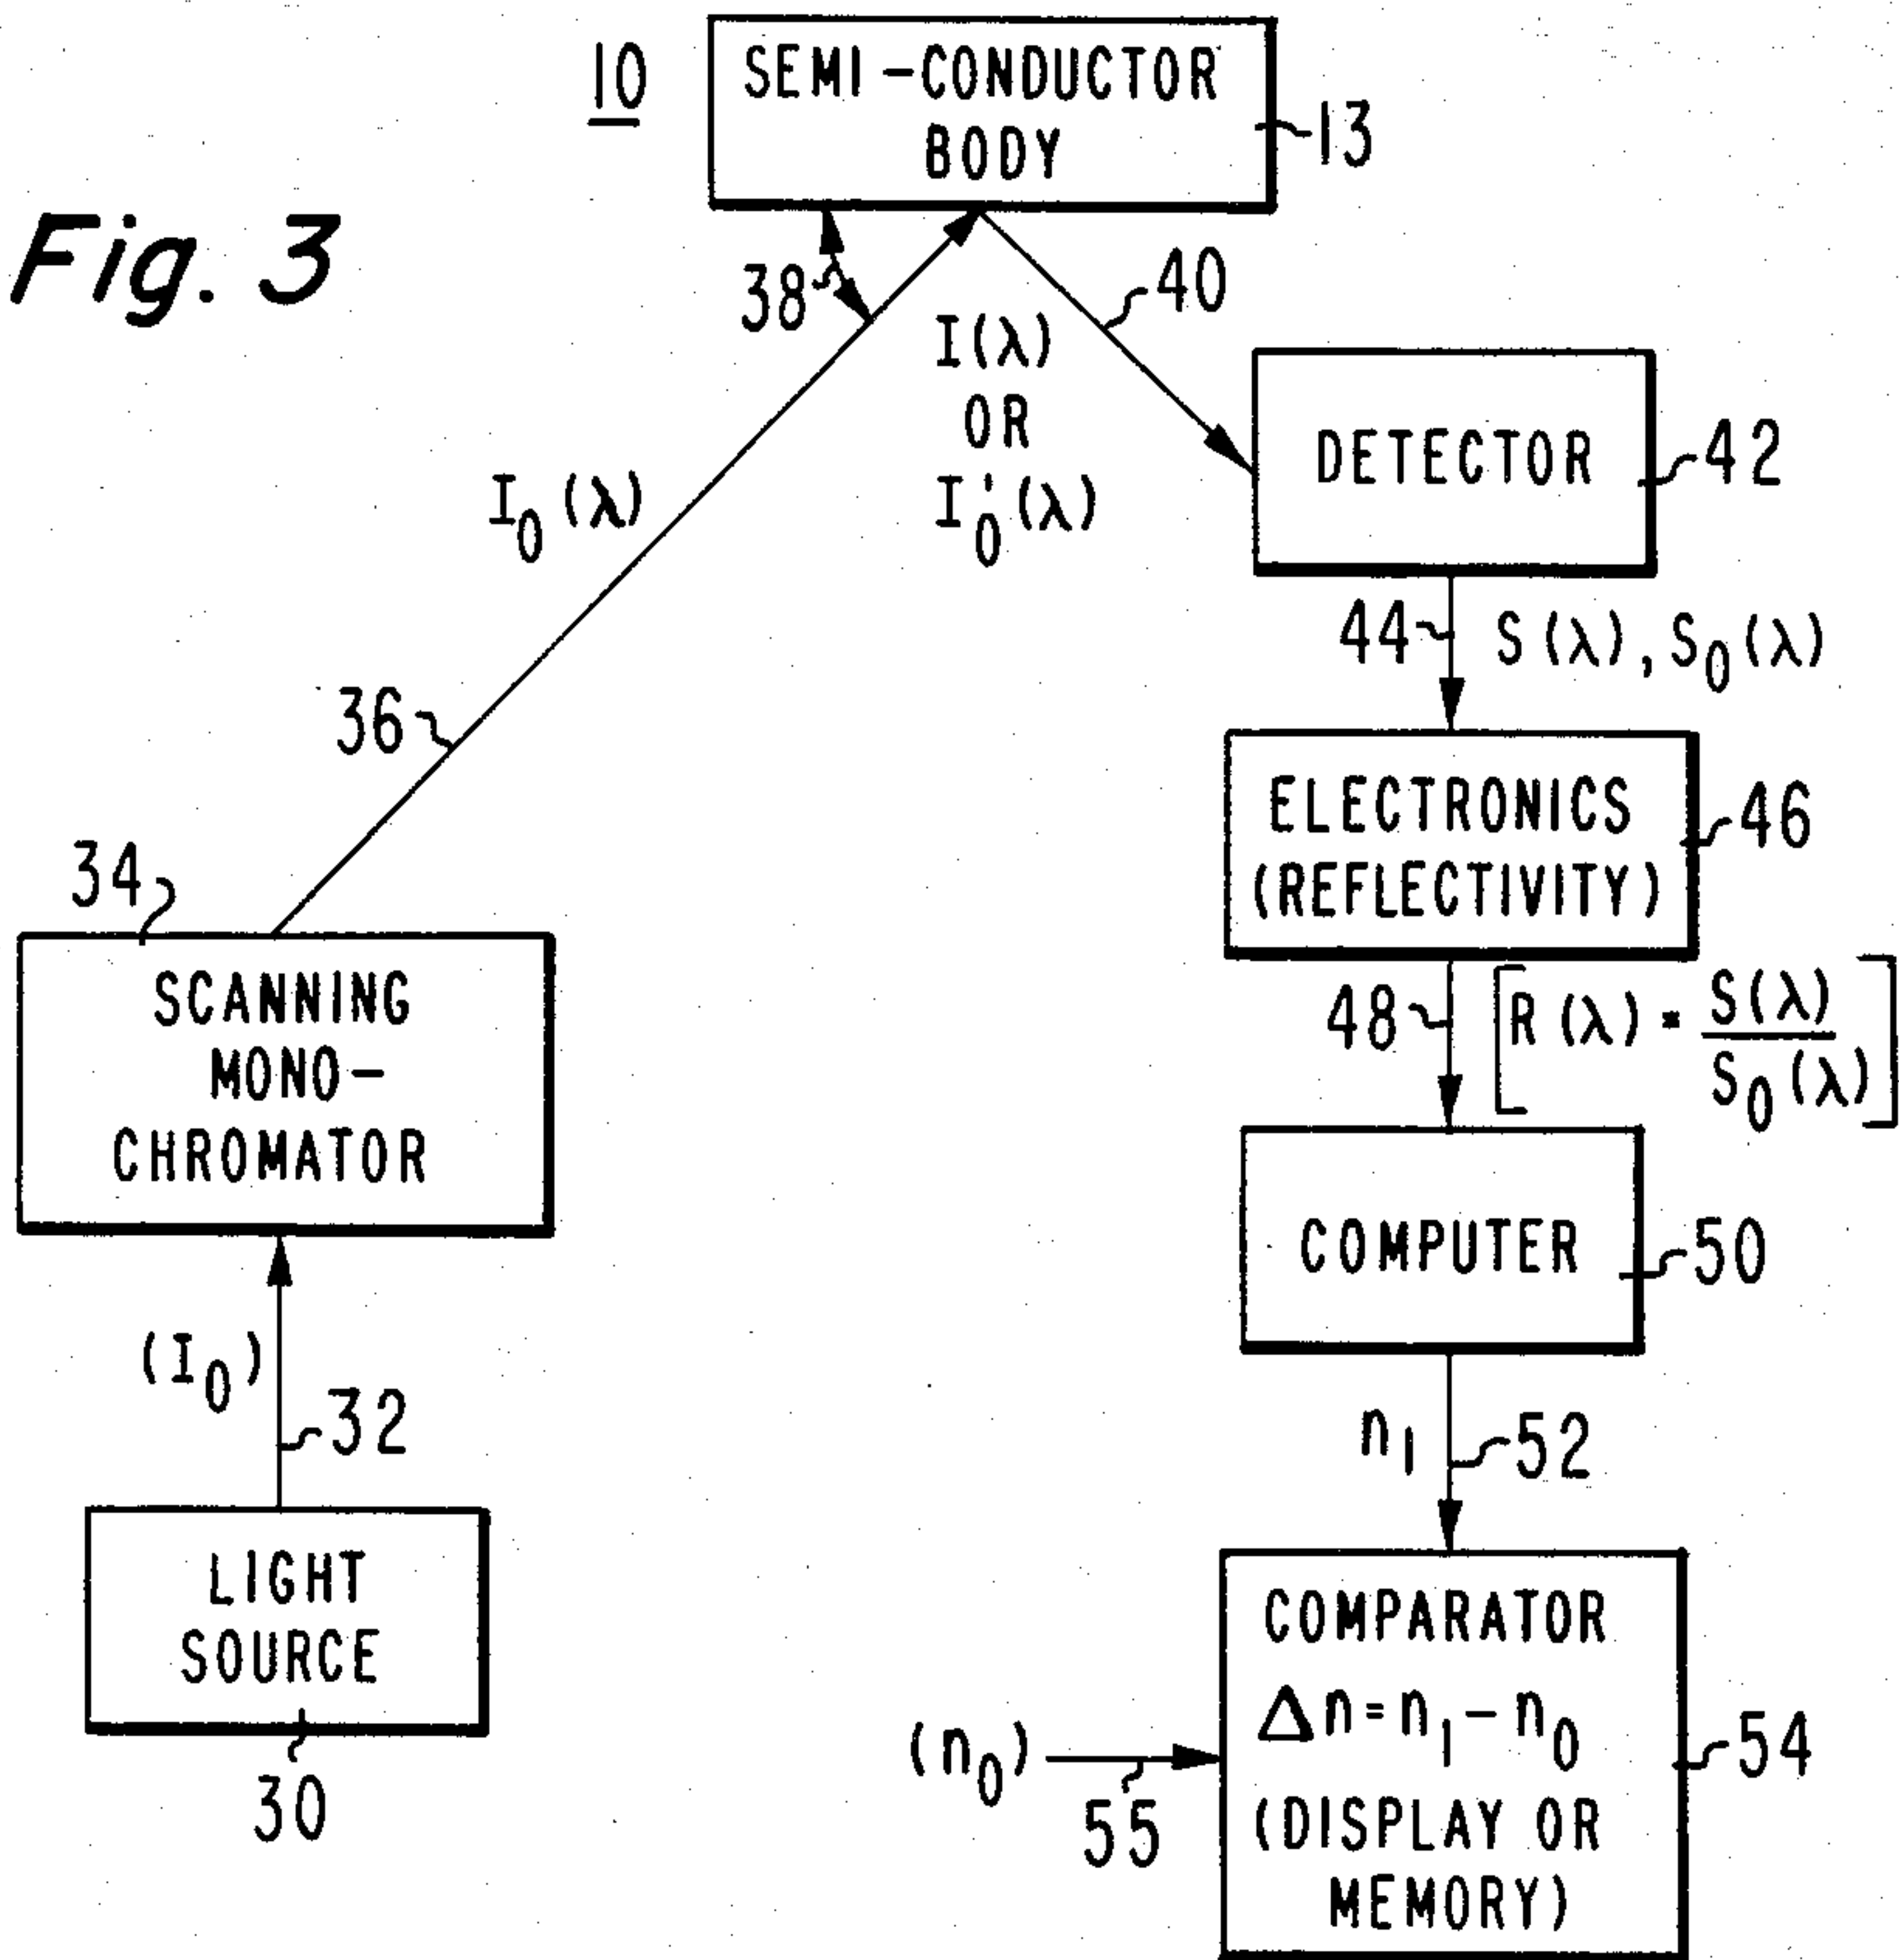 10
SEMI-CONDUCTOR
BODY
13
Fig. 3
38
40
I(λ)
OR
I₀'(λ)
I₀(λ)
DETECTOR
42
44
S(λ), S₀(λ)
36
ELECTRONICS
(REFLECTIVITY)
46
34
SCANNING
MONO-
CHROMATOR
48
[R(λ) = S(λ)/S₀(λ)]
COMPUTER
50
(I₀)
32
n₁
52
LIGHT
SOURCE
30
COMPARATOR
Δn=n₁-n₀
(DISPLAY OR
MEMORY)
54
(n₀)
55